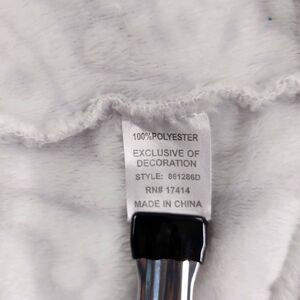 100%POLYESTER
EXCLUSIVE OF
DECORATION
STYLE: 861286D
RN# 17414
MADE IN CHINA